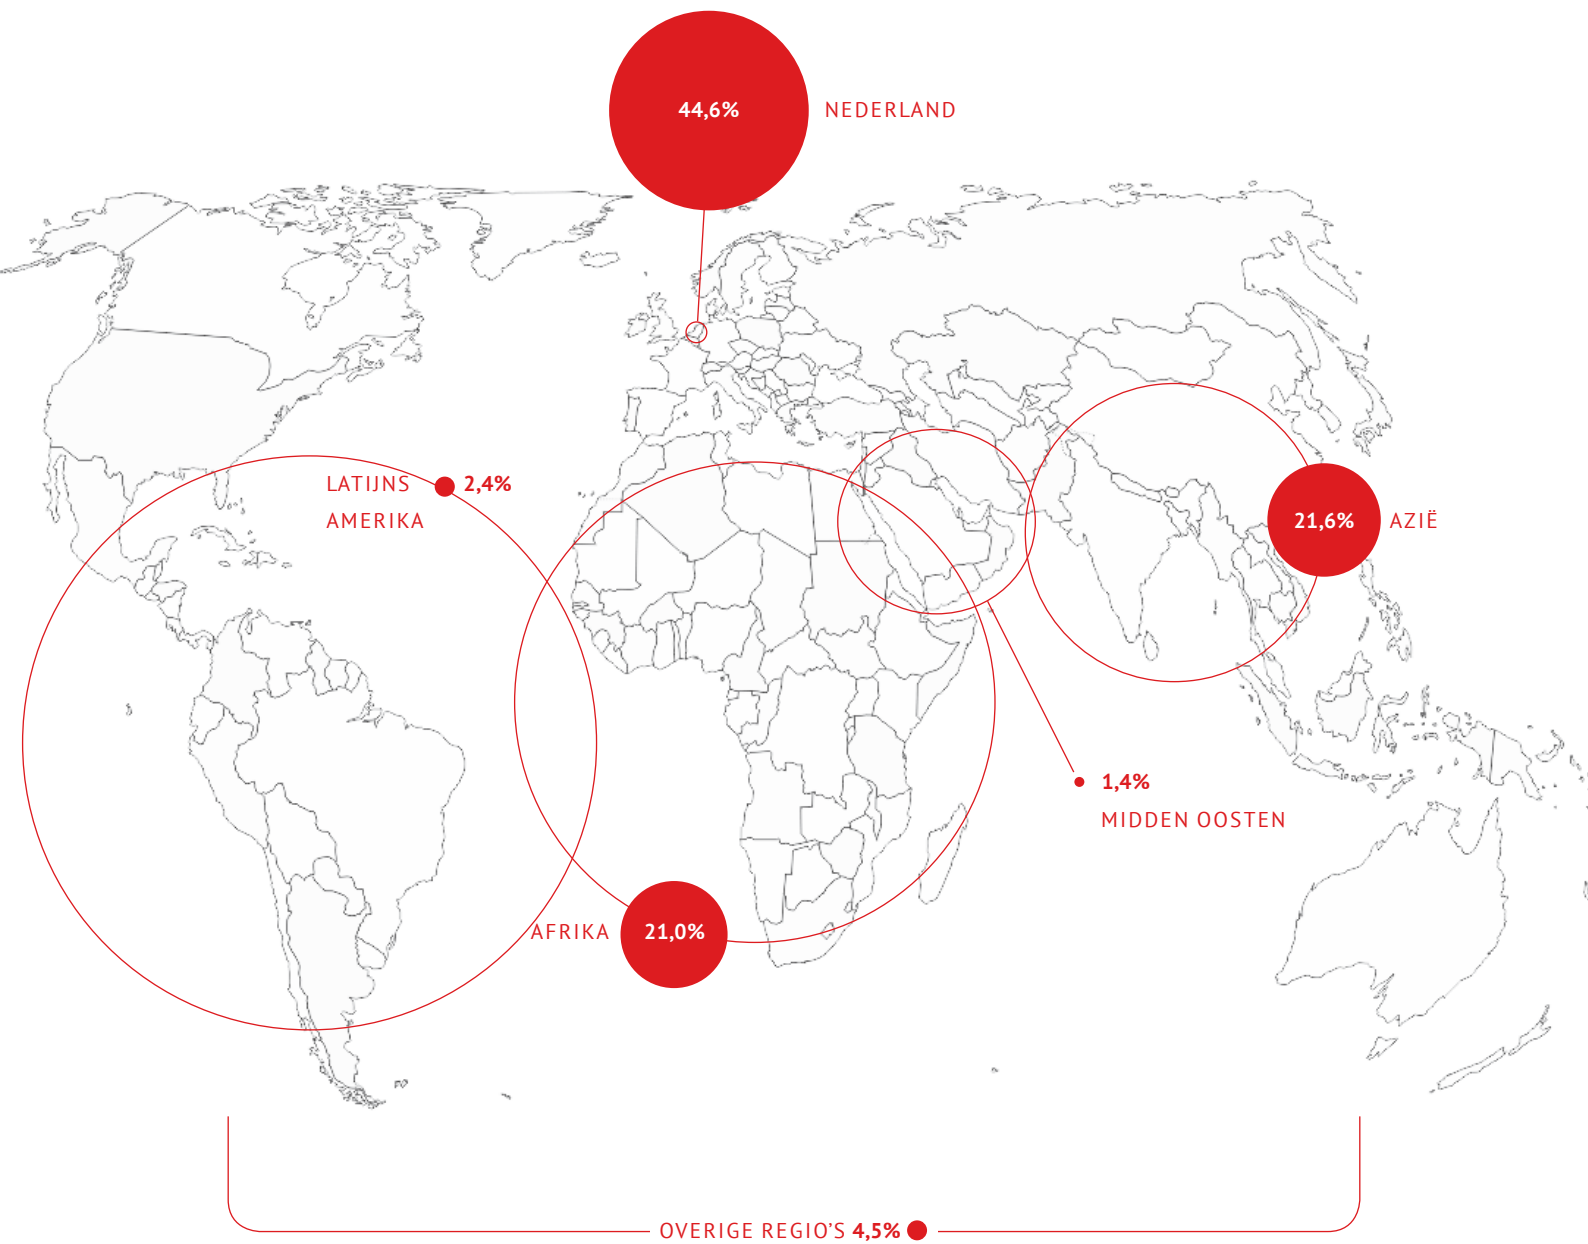 44,6% NEDERLAND
LATIJNS 2,4%
AMERIKA
21,6% AZIË
1,4%
MIDDEN OOSTEN
AFRIKA 21,0%
OVERIGE REGIO'S 4,5%